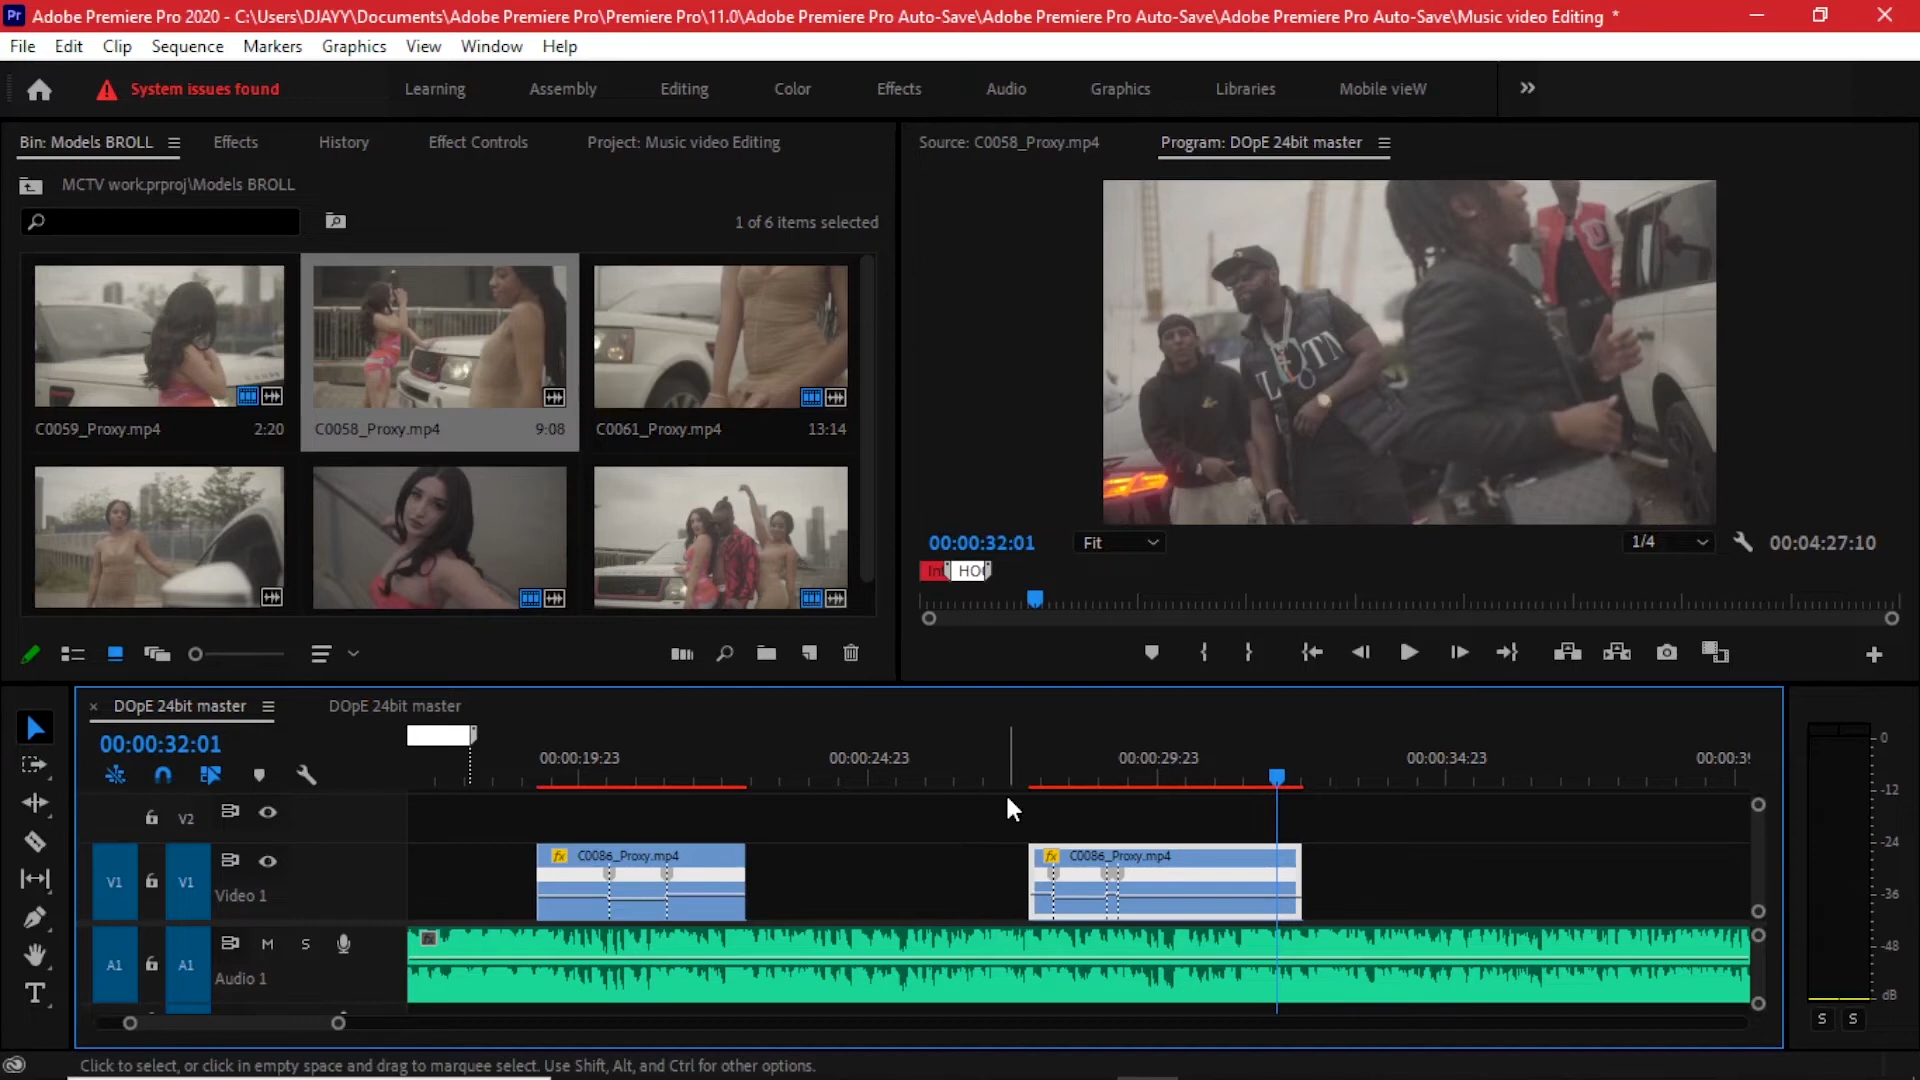 Pr Adobe Premiere Pro 2020 - C:\Users\DJAYY\Documents\Adobe Premiere Pro\Premiere Pro\11.0\Adobe Premiere Pro Auto-Save\Adobe Premiere Pro Auto-Save\Adobe Premiere Pro Auto-Save\Music video Editing *
File Edit Clip Sequence Markers Graphics View Window Help
System issues found Learning Assembly Editing Color Effects Audio Graphics Libraries Mobile vieW
Bin: Models BROLL Effects History Effect Controls Project: Music video Editing
Source: C0058_Proxy.mp4 Program: DOpE 24bit master
MCTV work.prproj\Models BROLL
1 of 6 items selected
C0059_Proxy.mp4 2:20 C0058_Proxy.mp4 9:08 C0061_Proxy.mp4 13:14
00:00:32:01 Fit 1/4 00:04:27:10
Int HO
DOpE 24bit master DOpE 24bit master
00:00:32:01
00:00:19:23 00:00:24:23 00:00:29:23 00:00:34:23 00:00:39
V2
fx C0086_Proxy.mp4 fx C0086_Proxy.mp4
V1 V1 Video 1
fx
A1 A1 M S
Audio 1
0
-12
-24
-36
-48
dB
S S
T
Click to select, or click in empty space and drag to marquee select. Use Shift, Alt, and Ctrl for other options.